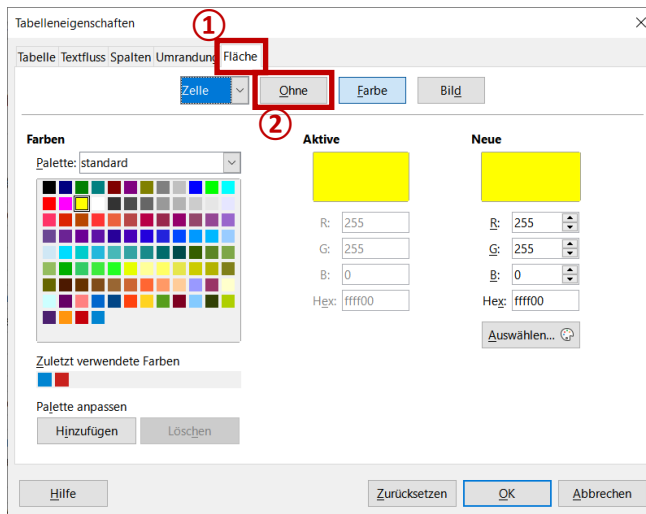 Tabelleneigenschaften
①
Tabelle Textfluss Spalten Umrandung Fläche
Zelle Ohne Farbe Bild
②
Farben Aktive Neue
Palette: standard
R: 255 R: 255
G: 255 G: 255
B: 0 B: 0
Hex: ffff00 Hex: ffff00
Auswählen...
Zuletzt verwendete Farben
Palette anpassen
Hinzufügen Löschen
Hilfe Zurücksetzen OK Abbrechen